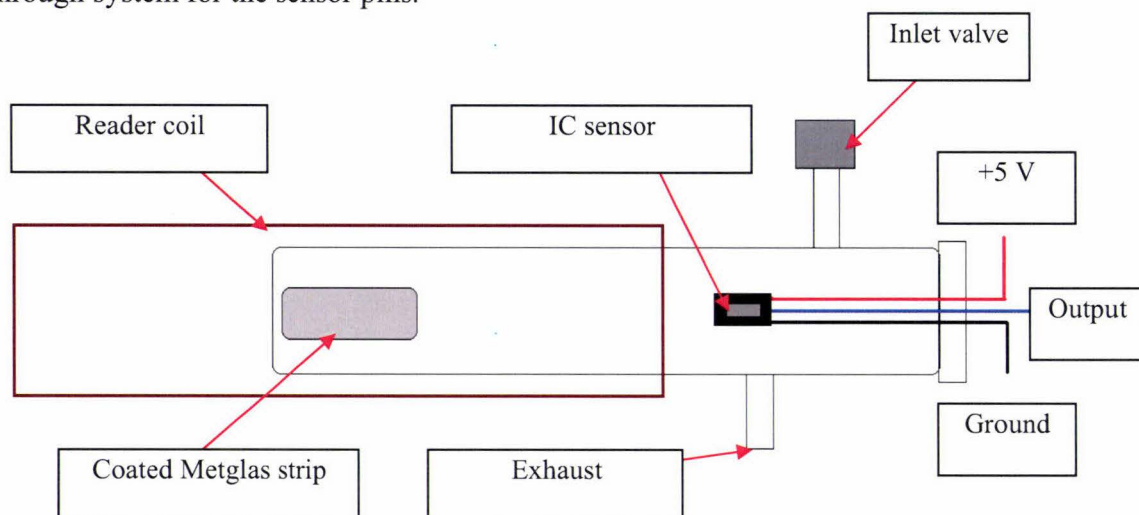 through system for the sensor pins.
Inlet valve
Reader coil
IC sensor
+5 V
Output
Ground
Coated Metglas strip
Exhaust